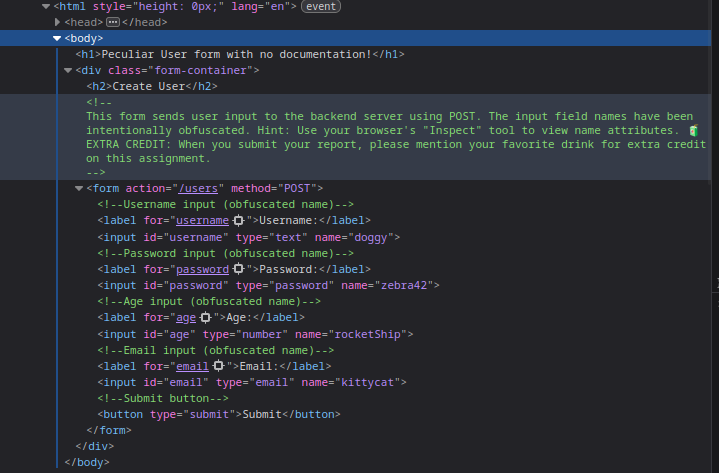 <html style="height: 0px;" lang="en"> event
<head> ··· </head>
<body>
<h1>Peculiar User form with no documentation!</h1>
<div class="form-container">
<h2>Create User</h2>
<!--
This form sends user input to the backend server using POST. The input field names have been
intentionally obfuscated. Hint: Use your browser's "Inspect" tool to view name attributes. 🧃
EXTRA CREDIT: When you submit your report, please mention your favorite drink for extra credit
on this assignment.
-->
<form action="/users" method="POST">
<!--Username input (obfuscated name)-->
<label for="username">Username:</label>
<input id="username" type="text" name="doggy">
<!--Password input (obfuscated name)-->
<label for="password">Password:</label>
<input id="password" type="password" name="zebra42">
<!--Age input (obfuscated name)-->
<label for="age">Age:</label>
<input id="age" type="number" name="rocketShip">
<!--Email input (obfuscated name)-->
<label for="email">Email:</label>
<input id="email" type="email" name="kittycat">
<!--Submit button-->
<button type="submit">Submit</button>
</form>
</div>
</body>